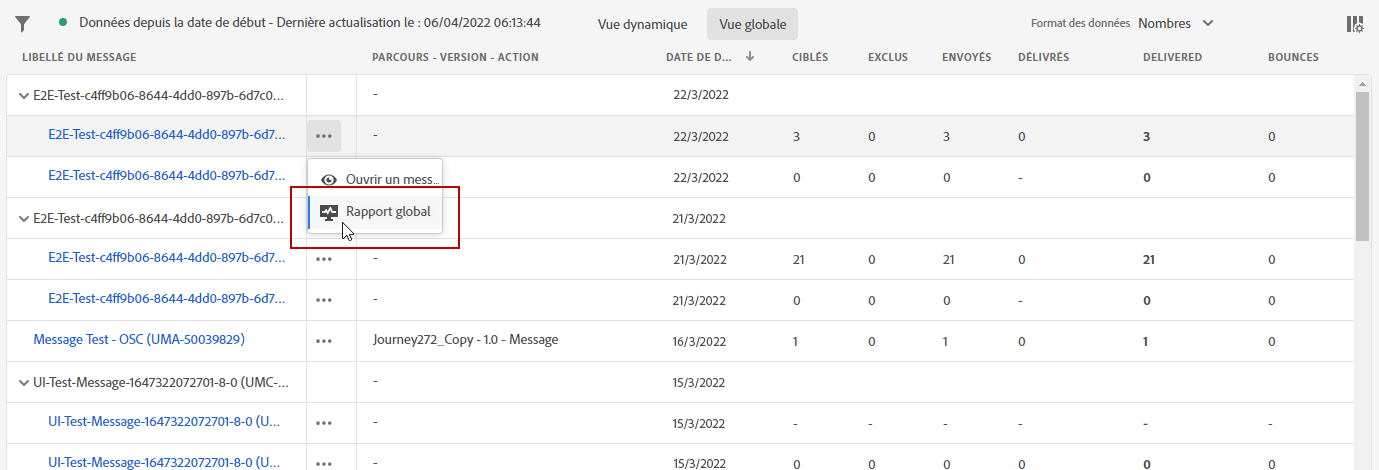 Données depuis la date de début - Dernière actualisation le : 06/04/2022 06:13:44 Vue dynamique Vue globale Format des données Nombres
LIBELLÉ DU MESSAGE PARCOURS - VERSION - ACTION DATE DE D... CIBLÉS EXCLUS ENVOYÉS DÉLIVRÉS DELIVERED BOUNCES
E2E-Test-c4ff9b06-8644-4dd0-897b-6d7c0... - 22/3/2022
E2E-Test-c4ff9b06-8644-4dd0-897b-6d7... - 22/3/2022 3 0 3 0 3 0
E2E-Test-c4ff9b06-8644-4dd0-897b-6d7... 22/3/2022 0 0 0 - 0 0
Ouvrir un mess...
Rapport global
E2E-Test-c4ff9b06-8644-4dd0-897b-6d7c0... 21/3/2022
E2E-Test-c4ff9b06-8644-4dd0-897b-6d7... - 21/3/2022 21 0 21 0 21 0
E2E-Test-c4ff9b06-8644-4dd0-897b-6d7... - 21/3/2022 0 0 0 - 0 0
Message Test - OSC (UMA-50039829) Journey272_Copy - 1.0 - Message 16/3/2022 1 0 1 0 1 0
UI-Test-Message-1647322072701-8-0 (UMC-... - 15/3/2022
UI-Test-Message-1647322072701-8-0 (U... - 15/3/2022 - - - - - -
UI-Test-Message-1647322072701-8-0 (U... - 15/3/2022 0 0 0 0 0 0